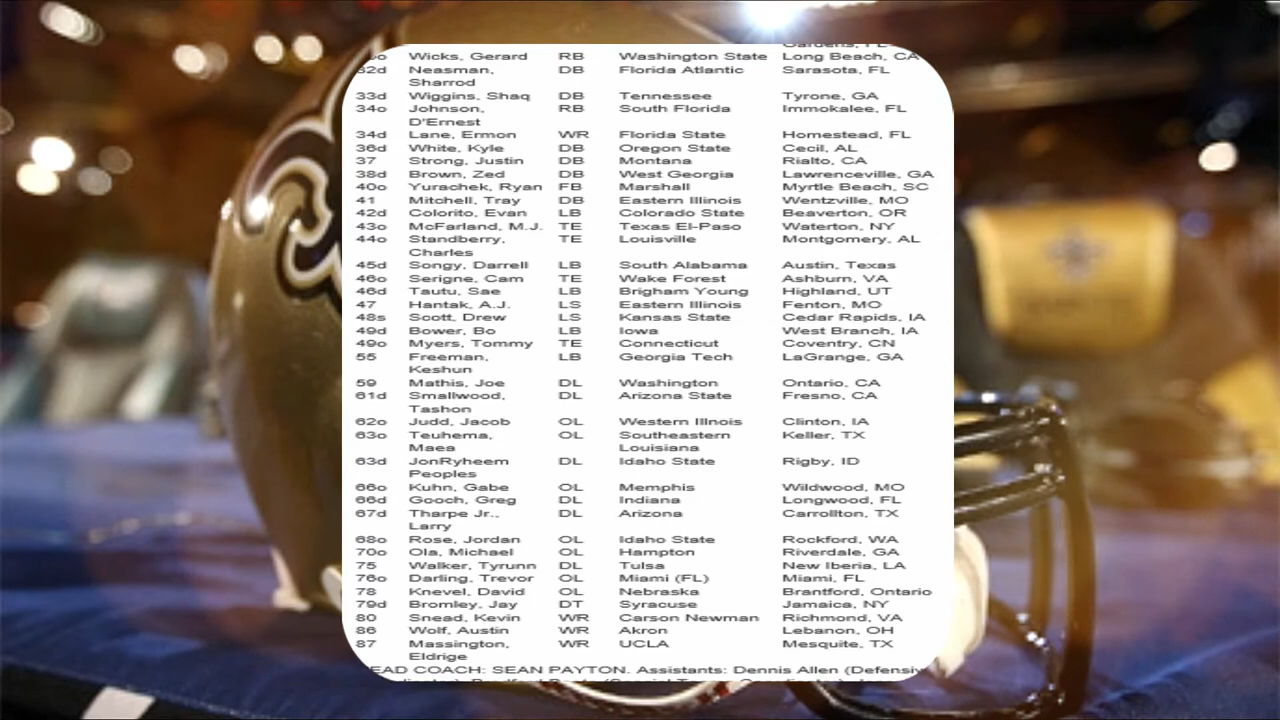 Wicks, Gerard RB Washington State Long Beach, CA
32d Neasman, DB Florida Atlantic Sarasota, FL
Sharrod
33d Wiggins, Shaq DB Tennessee Tyrone, GA
34o Johnson, RB South Florida Immokalee, FL
D'Ernest
34d Lane, Ermon WR Florida State Homestead, FL
36d White, Kyle DB Oregon State Cecil, AL
37 Strong, Justin DB Montana Rialto, CA
38d Brown, Zed DB West Georgia Lawrenceville, GA
40o Yurachek, Ryan FB Marshall Myrtle Beach, SC
41 Mitchell, Tray DB Eastern Illinois Wentzville, MO
42d Colorito, Evan LB Colorado State Beaverton, OR
43o McFarland, M.J. TE Texas El-Paso Waterton, NY
44o Standberry, TE Louisville Montgomery, AL
Charles
45d Songy, Darrell LB South Alabama Austin, Texas
46o Serigne, Cam TE Wake Forest Ashburn, VA
46d Tautu, Sae LB Brigham Young Highland, UT
47 Hantak, A.J. LS Eastern Illinois Fenton, MO
48s Scott, Drew LS Kansas State Cedar Rapids, IA
49d Bower, Bo LB Iowa West Branch, IA
49o Myers, Tommy TE Connecticut Coventry, CN
55 Freeman, LB Georgia Tech LaGrange, GA
Keshun
59 Mathis, Joe DL Washington Ontario, CA
61d Smallwood, DL Arizona State Fresno, CA
Tashon
62o Judd, Jacob OL Western Illinois Clinton, IA
63o Teuhema, OL Southeastern Keller, TX
Maea Louisiana
63d JonRyheem DL Idaho State Rigby, ID
Peoples
66o Kuhn, Gabe OL Memphis Wildwood, MO
66d Gooch, Greg DL Indiana Longwood, FL
67d Tharpe Jr., DL Arizona Carrollton, TX
Larry
68o Rose, Jordan OL Idaho State Rockford, WA
70o Ola, Michael OL Hampton Riverdale, GA
75 Walker, Tyrunn DL Tulsa New Iberia, LA
76o Darling, Trevor OL Miami (FL) Miami, FL
78 Knevel, David OL Nebraska Brantford, Ontario
79d Bromley, Jay DT Syracuse Jamaica, NY
80 Snead, Kevin WR Carson Newman Richmond, VA
86 Wolf, Austin WR Akron Lebanon, OH
87 Massington, WR UCLA Mesquite, TX
Eldrige
EAD COACH: SEAN PAYTON. Assistants: Dennis Allen (Defensiv